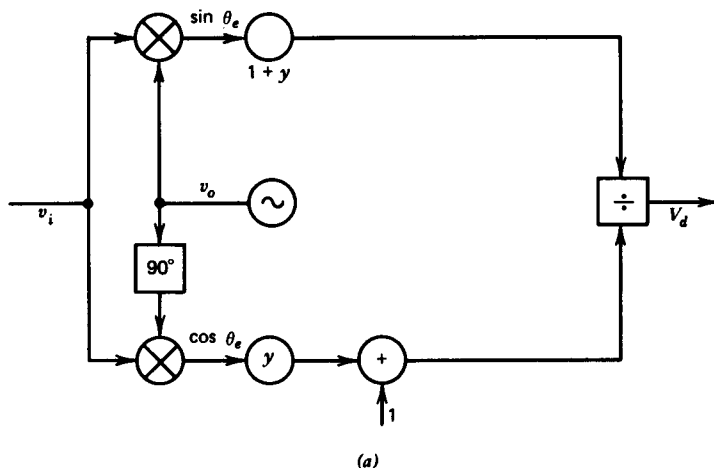 sin θe
1 + y
vi
vo
~
÷
Vd
90°
cos θe
y
+
1
(a)